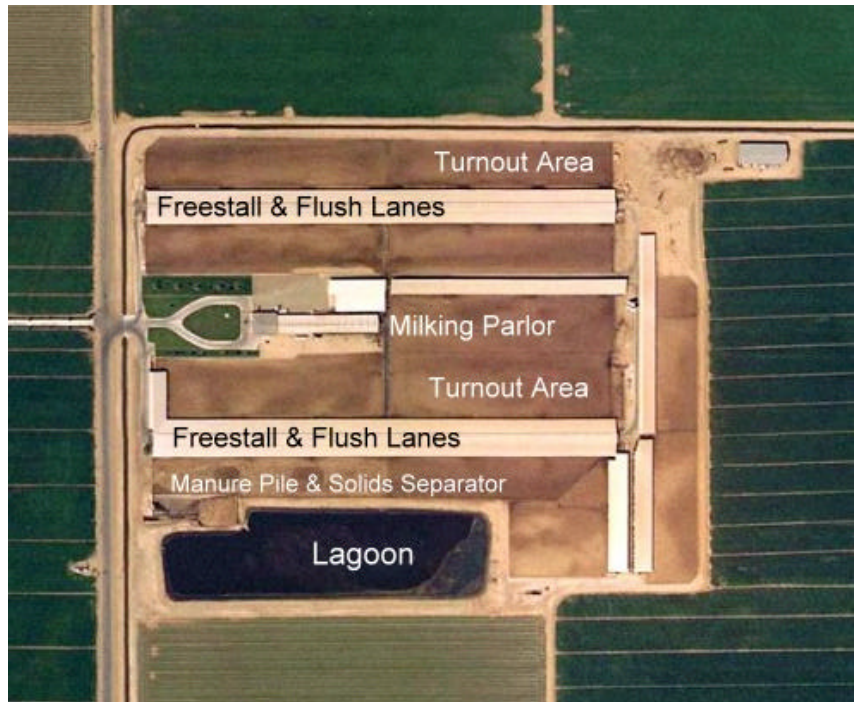 Turnout Area
Freestall & Flush Lanes
Milking Parlor
Turnout Area
Freestall & Flush Lanes
Manure Pile & Solids Separator
Lagoon